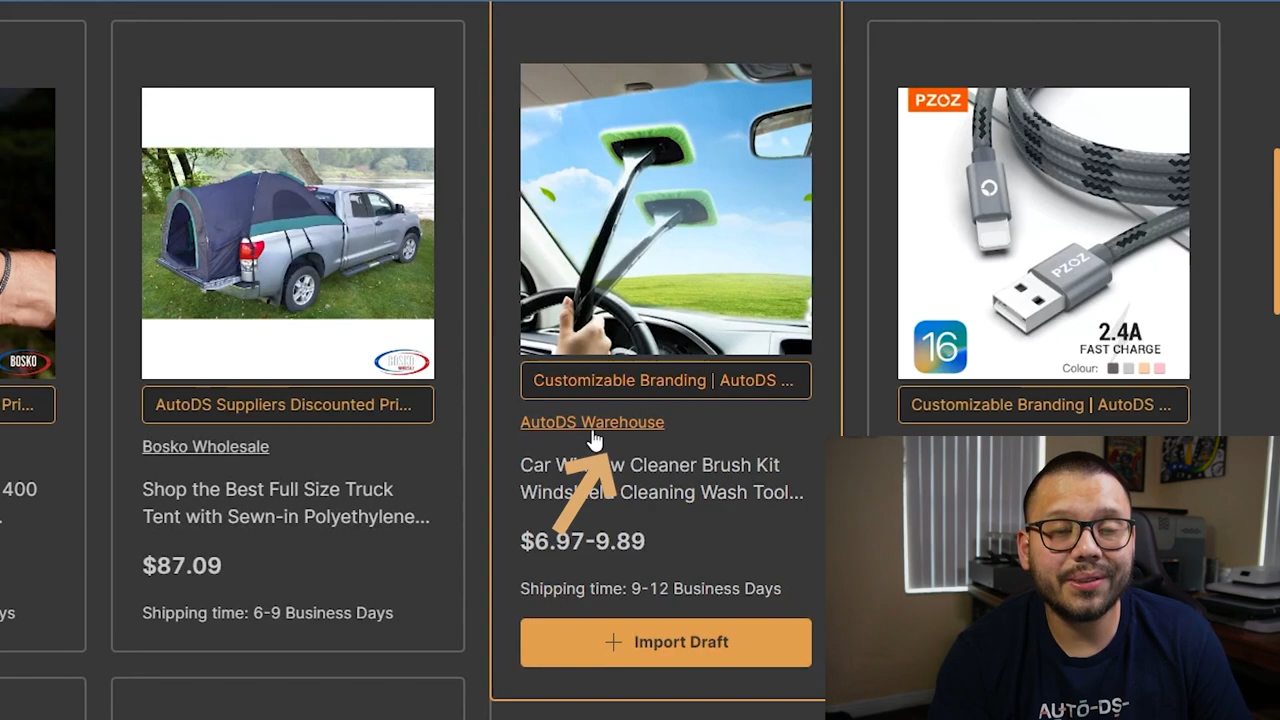 BOSKO
Pri...
400
ys
BOSKO
AutoDS Suppliers Discounted Pri...
Bosko Wholesale
Shop the Best Full Size Truck
Tent with Sewn-in Polyethylene...
$87.09
Shipping time: 6-9 Business Days
Customizable Branding | AutoDS ...
AutoDS Warehouse
Car Cleaner Brush Kit
Cleaning Wash Tool...
$6.97-9.89
Shipping time: 9-12 Business Days
+ Import Draft
PZOZ
PZOZ
16
2.4A
FAST CHARGE
Colour:
Customizable Branding | AutoDS ...
AUTO-DS-